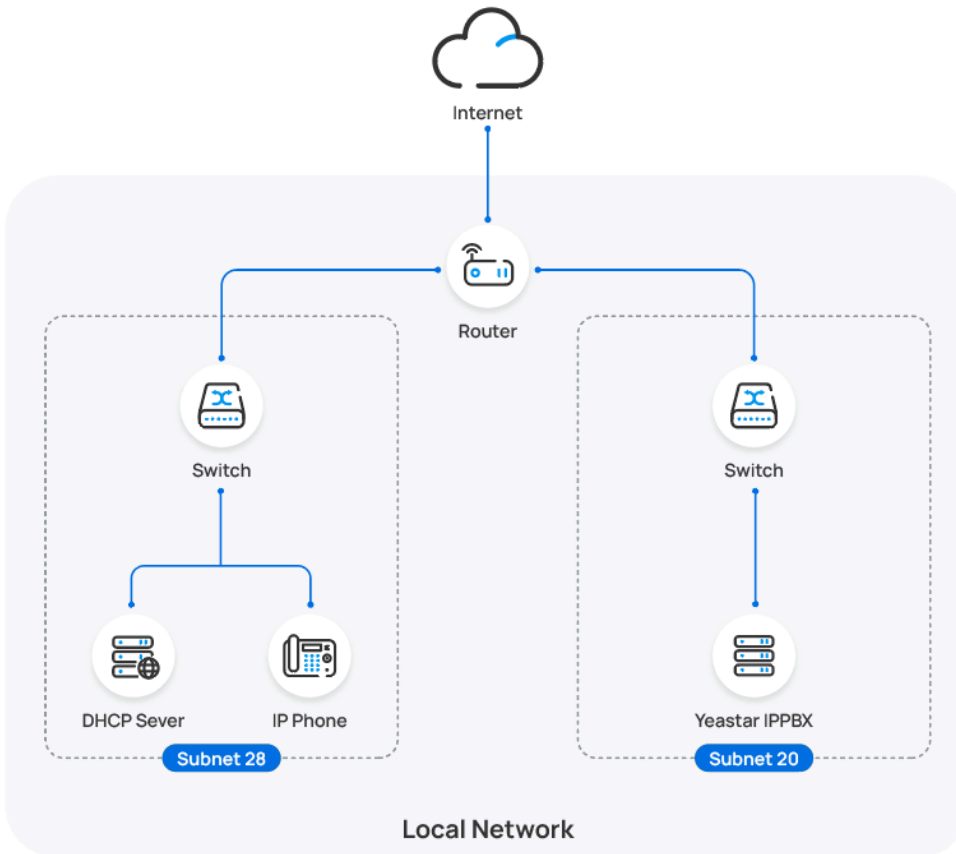 Internet
Router
Switch
Switch
DHCP Sever
IP Phone
Yeastar IPPBX
Subnet 28
Subnet 20
Local Network